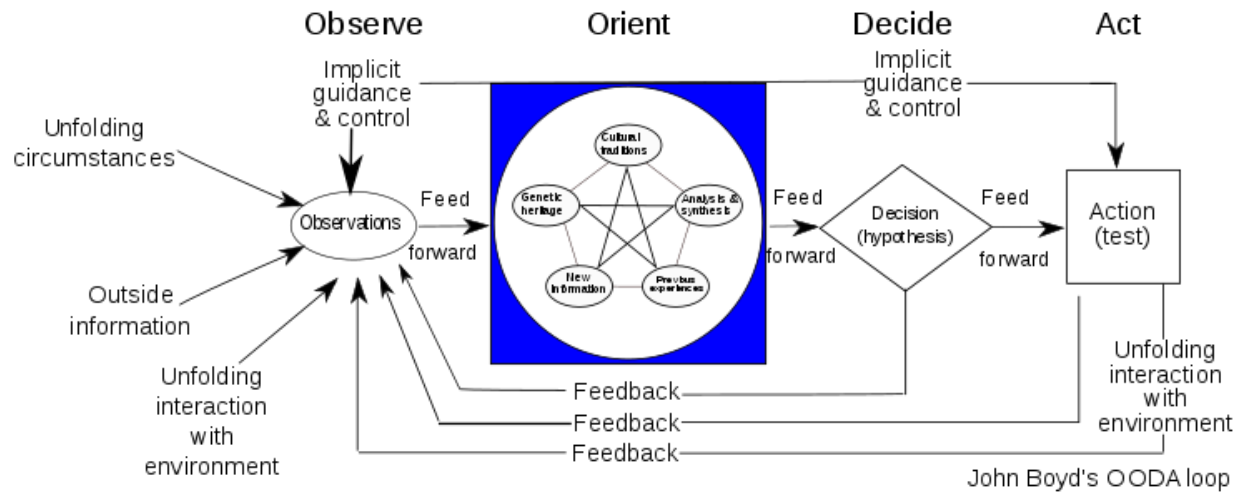 Observe
Orient
Decide
Act
Implicit
guidance
& control
Implicit
guidance
& control
Unfolding
circumstances
Observations
Feed
forward
Cultural
traditions
Genetic
heritage
Analysis &
synthesis
New
Information
Previous
experiences
Feed
forward
Decision
(hypothesis)
Feed
forward
Action
(test)
Outside
information
Unfolding
interaction
with
environment
Unfolding
interaction
with
environment
Feedback
Feedback
Feedback
John Boyd's OODA loop